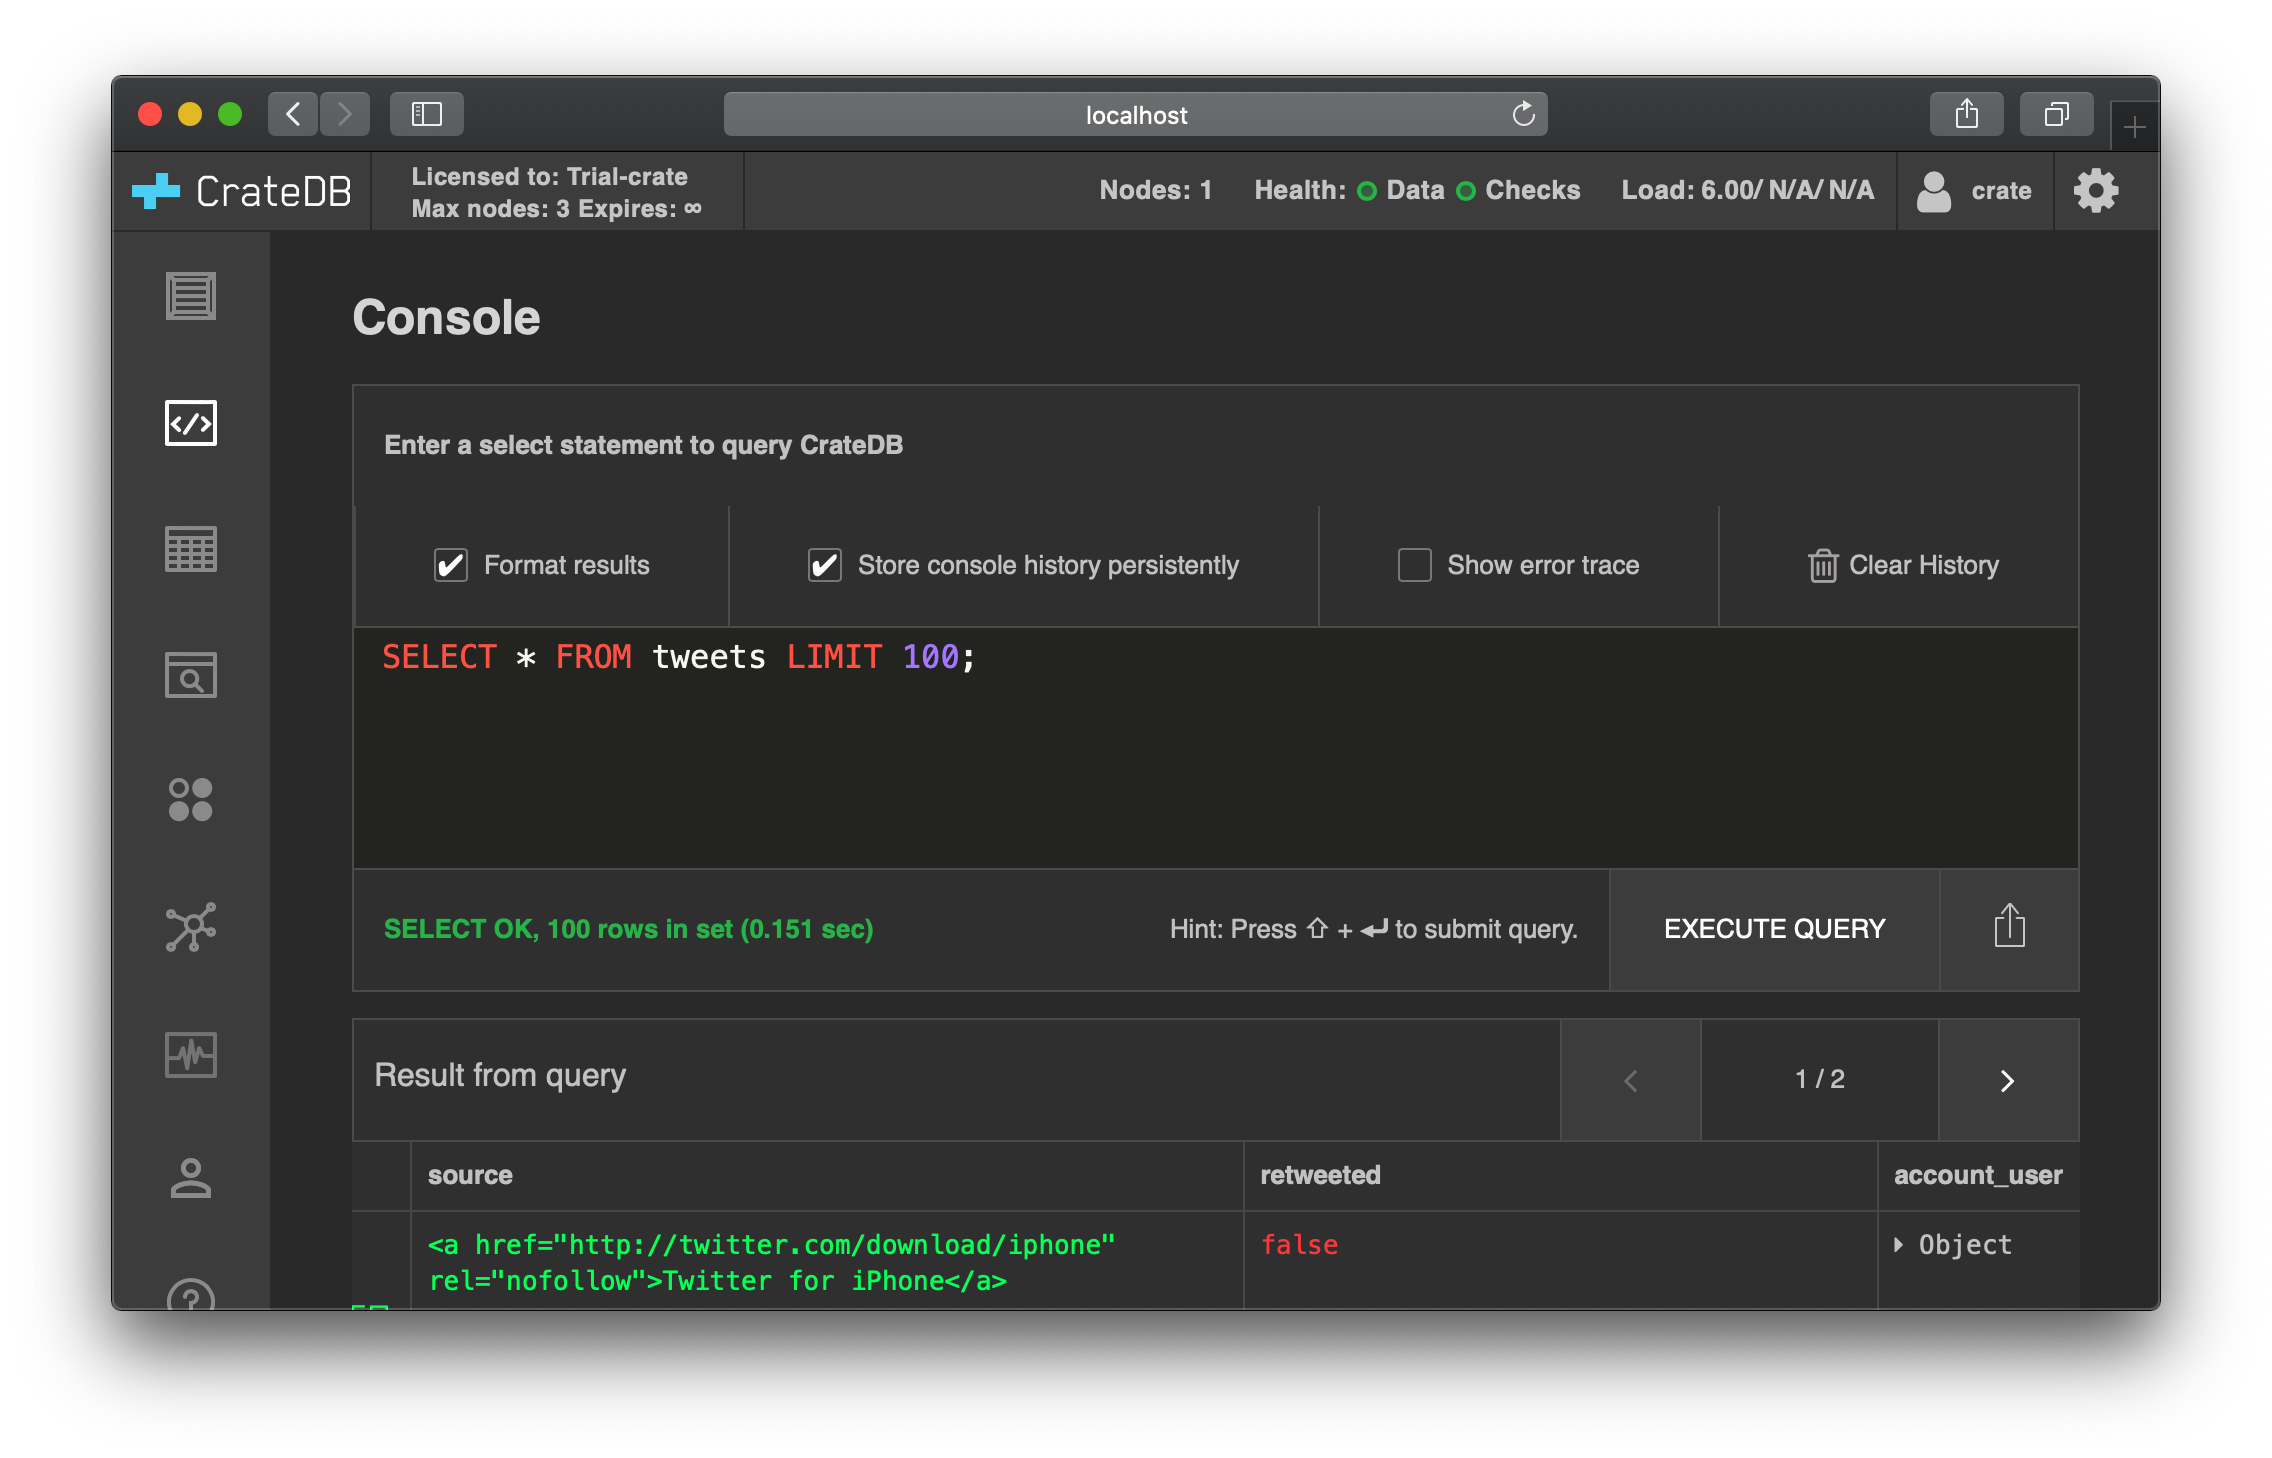 localhost
CrateDB
Licensed to: Trial-crate
Max nodes: 3 Expires: ∞
Nodes: 1 Health: Data Checks Load: 6.00/ N/A/ N/A
crate
Console
Enter a select statement to query CrateDB
Format results
Store console history persistently
Show error trace
Clear History
SELECT * FROM tweets LIMIT 100;
SELECT OK, 100 rows in set (0.151 sec)
Hint: Press ⇧ + ↵ to submit query.
EXECUTE QUERY
Result from query
1 / 2
source retweeted account_user
<a href="http://twitter.com/download/iphone"
rel="nofollow">Twitter for iPhone</a>
false
Object